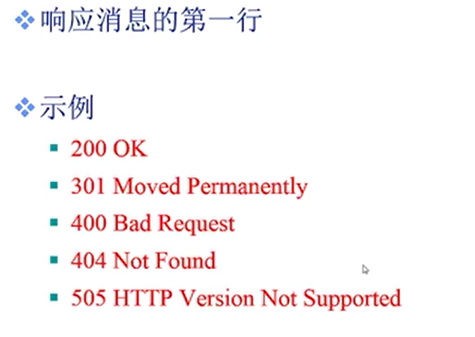 响应消息的第一行
示例
200 OK
301 Moved Permanently
400 Bad Request
404 Not Found
505 HTTP Version Not Supported